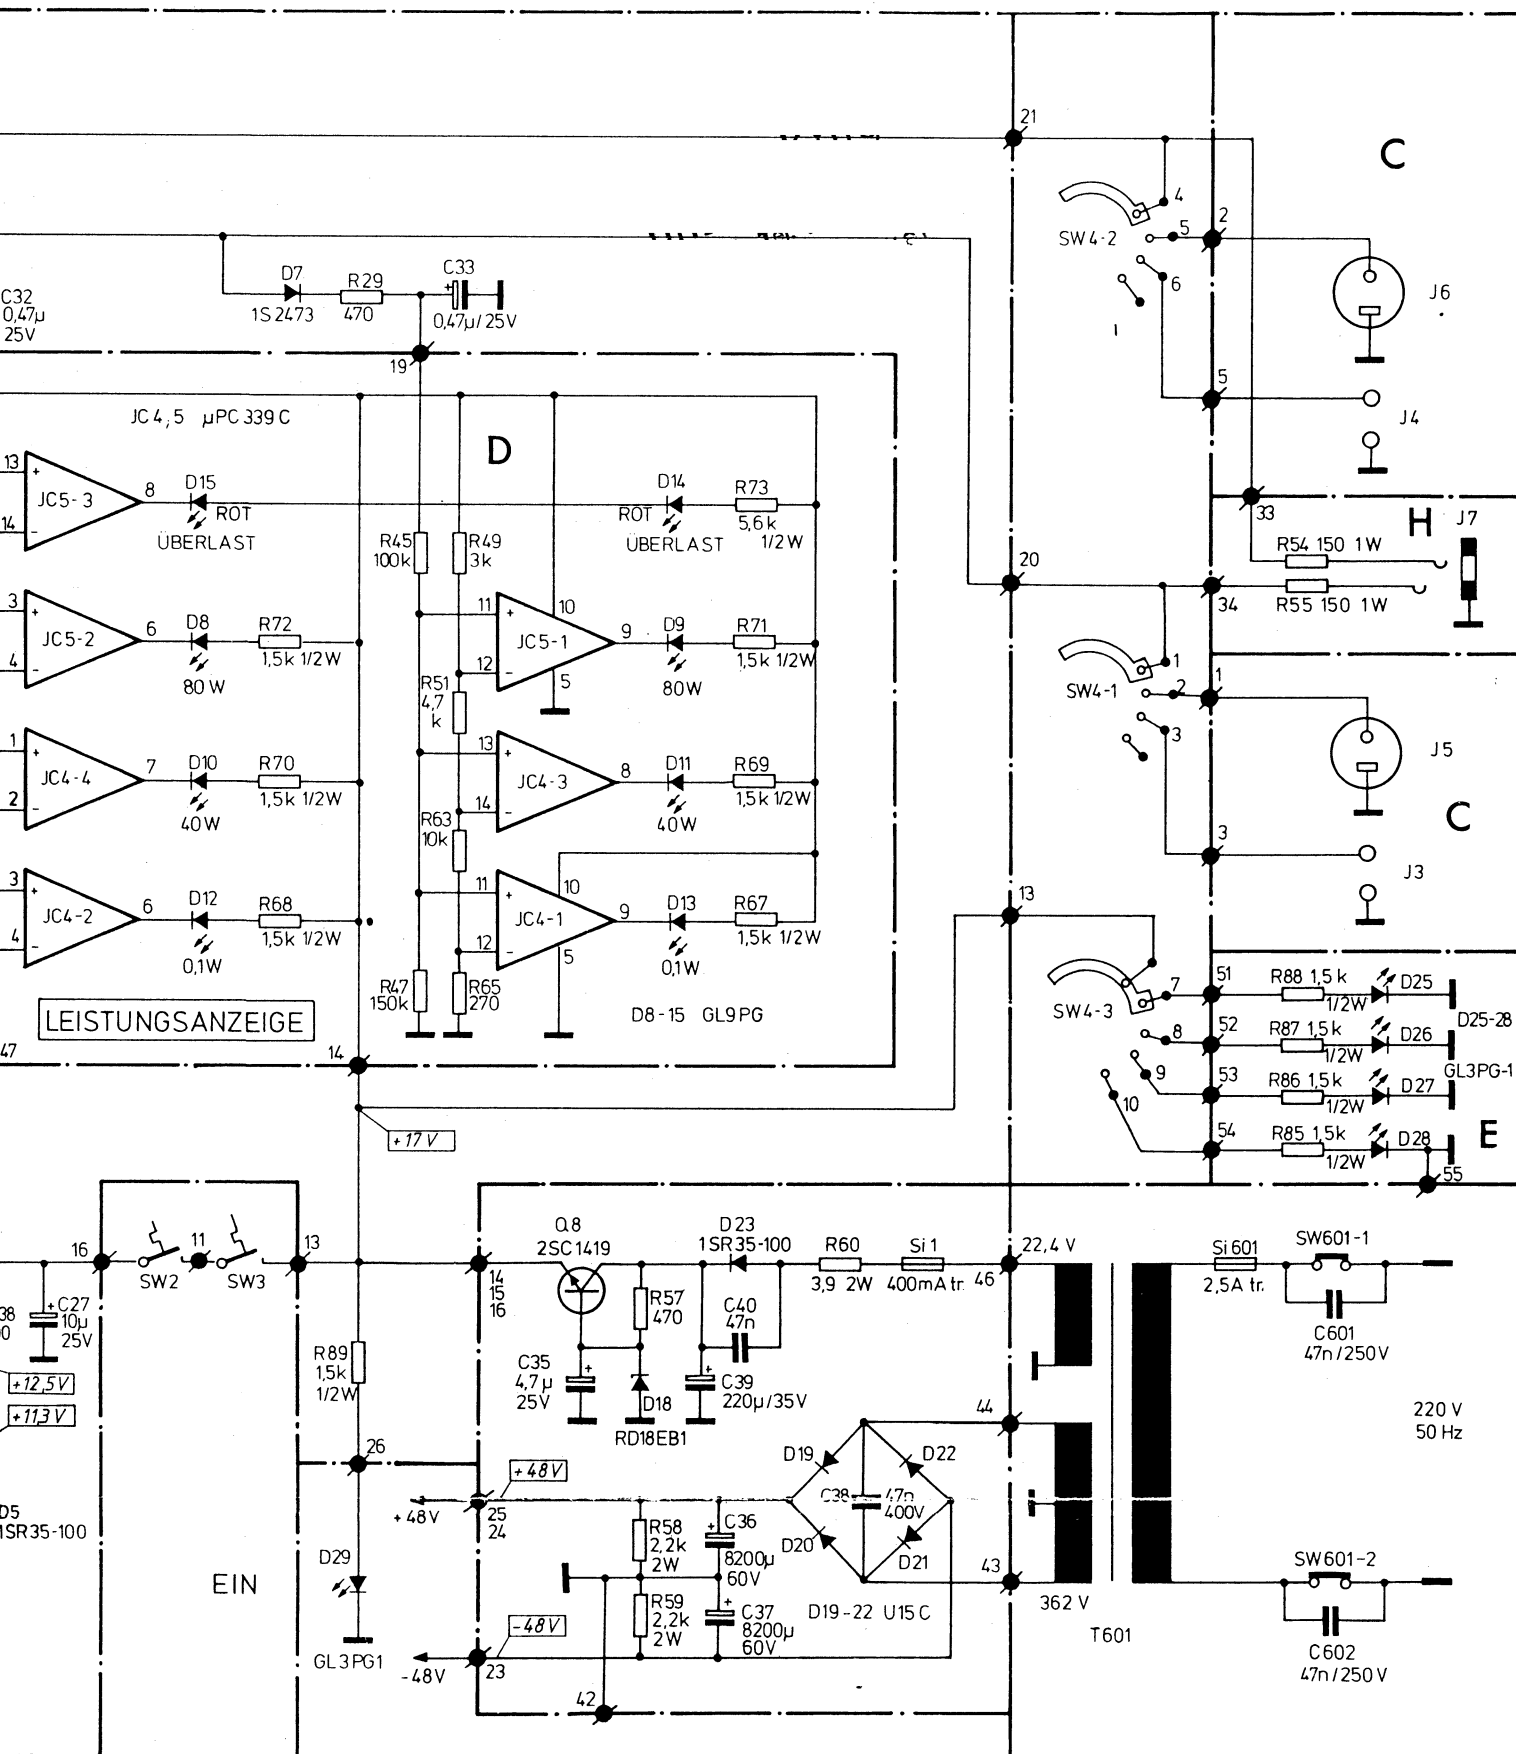 21
C
4
SW4-2
5
2
6
J6
C32
0,47µ
25V
D7
1S2473
R29
470
C33
+
0,47µ/25V
19
5
J4
JC4,5 µPC339C
D
13
+
JC5-3
14
-
8
D15
ROT
ÜBERLAST
D14
ROT
ÜBERLAST
R73
5,6k
1/2W
33
H
J7
R54 150 1W
R55 150 1W
34
20
R45
100k
R49
3k
3
+
JC5-2
4
-
6
D8
80W
R72
1,5k 1/2W
11
+
10
JC5-1
12
-
5
9
D9
80W
R71
1,5k 1/2W
1
SW4-1
2
1
3
J5
R51
4,7
k
1
+
JC4-4
2
-
7
D10
40W
R70
1,5k 1/2W
13
+
JC4-3
14
-
8
D11
40W
R69
1,5k 1/2W
R63
10k
C
3
J3
3
+
JC4-2
4
-
6
D12
0,1W
R68
1,5k 1/2W
11
+
10
JC4-1
12
-
5
9
D13
0,1W
R67
1,5k 1/2W
13
R47
150k
R65
270
LEISTUNGSANZEIGE
D8-15 GL9PG
SW4-3
7
51
R88 1,5k
1/2W
D25
D25-28
8
52
R87 1,5k
1/2W
D26
GL3PG-1
9
53
R86 1,5k
1/2W
D27
10
54
R85 1,5k
1/2W
D28
E
55
47
14
+17V
16
SW2
11
SW3
13
14
15
16
Q8
2SC1419
D23
1SR35-100
R60
3,9 2W
Si1
400mA tr.
46
22,4 V
Si601
2,5A tr.
SW601-1
C601
47n/250V
C27
+
10µ
25V
+12,5V
+11,3V
R89
1,5k
1/2W
R57
470
C40
47n
C35
4,7µ
25V
+
D18
RD18EB1
C39
+
220µ/35V
44
220 V
50 Hz
26
+48V
+48V
25
24
D19
D22
C38
47n
400V
D20
D21
D5
1SR35-100
R58
2,2k
2W
C36
+
8200µ
60V
D29
GL3PG1
EIN
R59
2,2k
2W
C37
+
8200µ
60V
D19-22 U15C
43
362 V
T601
SW601-2
C602
47n/250V
-48V
-48V
23
42